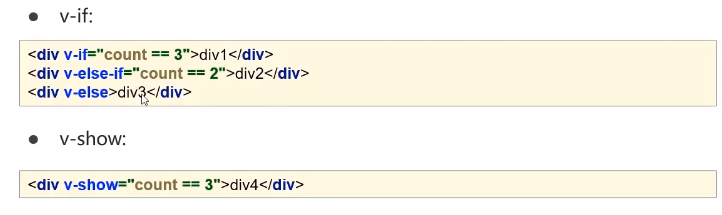 ● v-if:
<div v-if="count == 3">div1</div>
<div v-else-if="count == 2">div2</div>
<div v-else>div3</div>
● v-show:
<div v-show="count == 3">div4</div>